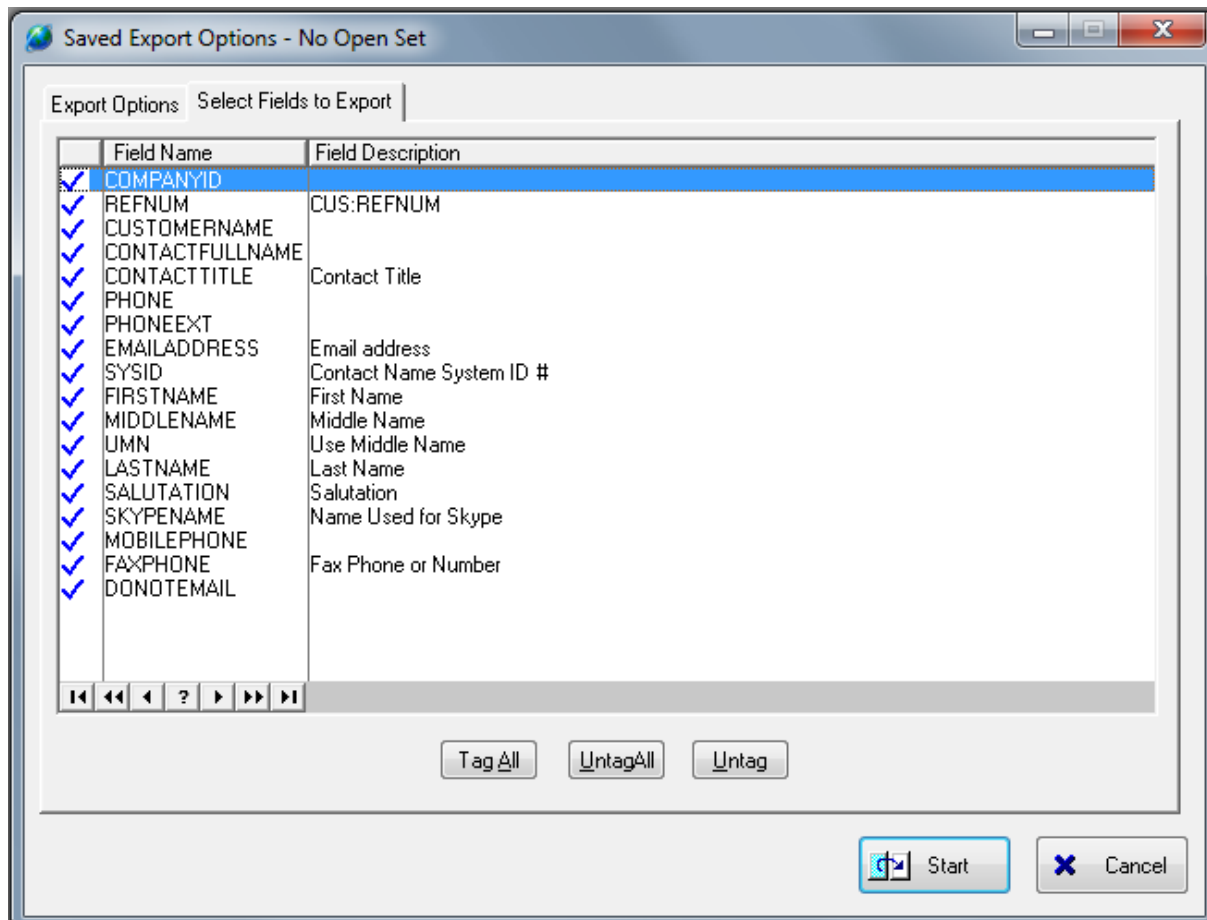 Saved Export Options - No Open Set
Export Options Select Fields to Export
Field Name Field Description
COMPANYID
REFNUM CUS:REFNUM
CUSTOMERNAME
CONTACTFULLNAME
CONTACTTITLE Contact Title
PHONE
PHONEEXT
EMAILADDRESS Email address
SYSID Contact Name System ID #
FIRSTNAME First Name
MIDDLENAME Middle Name
UMN Use Middle Name
LASTNAME Last Name
SALUTATION Salutation
SKYPENAME Name Used for Skype
MOBILEPHONE
FAXPHONE Fax Phone or Number
DONOTEMAIL
?
Tag All UntagAll Untag
Start Cancel